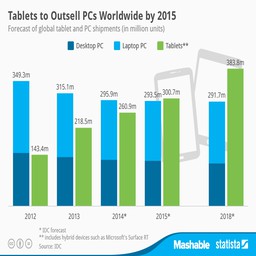 Tablets to Outsell PCs Worldwide by 2015
Forecast of global tablet and PC shipments (in million units)
Desktop PC Laptop PC Tablets**
349.3m 143.4m 315.1m 218.5m 295.9m 260.9m 293.5m 300.7m 291.7m 383.8m
2012 2013 2014* 2015* 2018*
* IDC forecast
** includes hybrid devices such as Microsoft's Surface RT
Source: IDC
Mashable statista